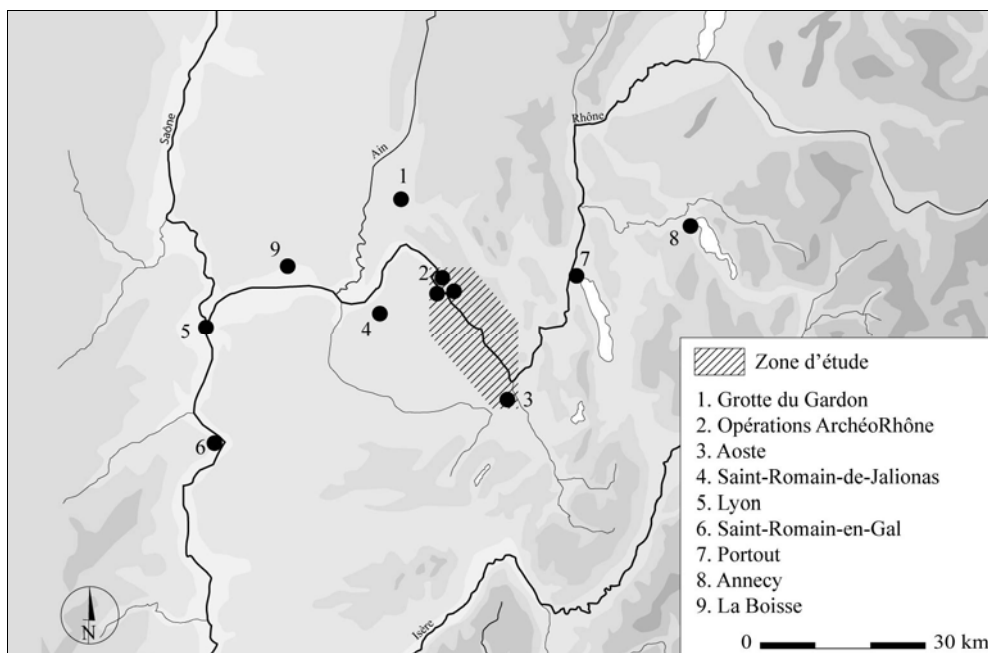 Saône
Ain
Rhône
1
9
2
7
8
4
5
3
6
Isère
N
Zone d'étude
1. Grotte du Gardon
2. Opérations ArchéoRhône
3. Aoste
4. Saint-Romain-de-Jalionas
5. Lyon
6. Saint-Romain-en-Gal
7. Portout
8. Annecy
9. La Boisse
0 30 km